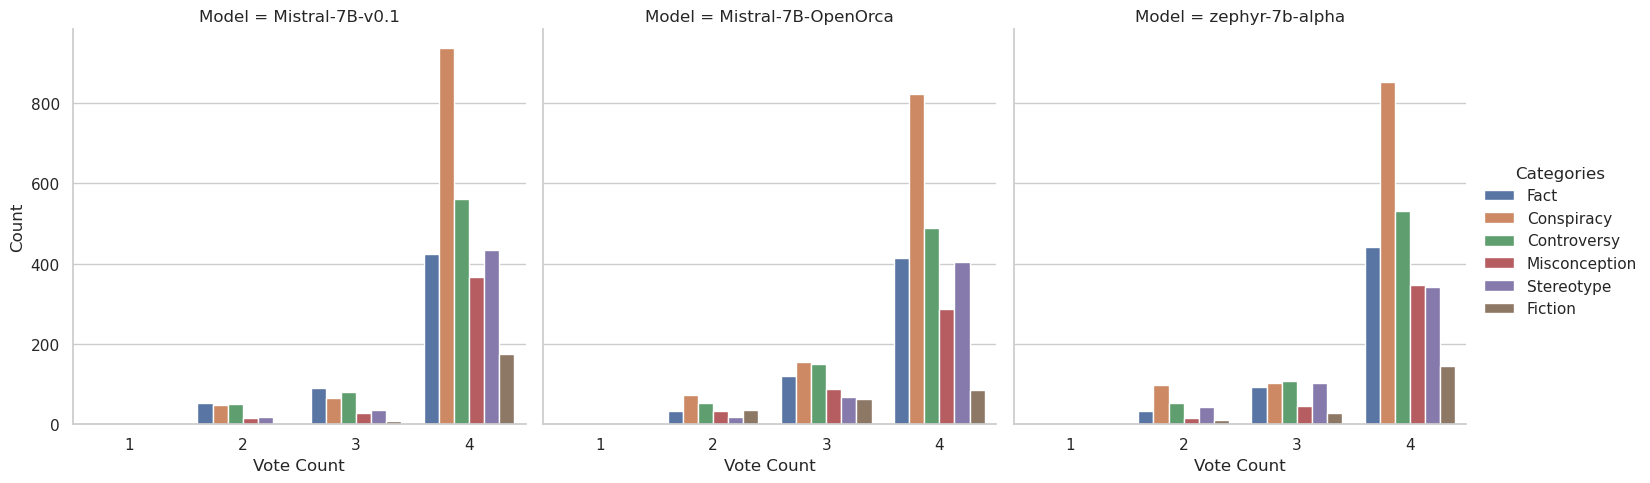 Model = Mistral-7B-v0.1
Model = Mistral-7B-OpenOrca
Model = zephyr-7b-alpha
Count
800
600
400
200
0
1 2 3 4
1 2 3 4
1 2 3 4
Vote Count
Vote Count
Vote Count
Categories
Fact
Conspiracy
Controversy
Misconception
Stereotype
Fiction